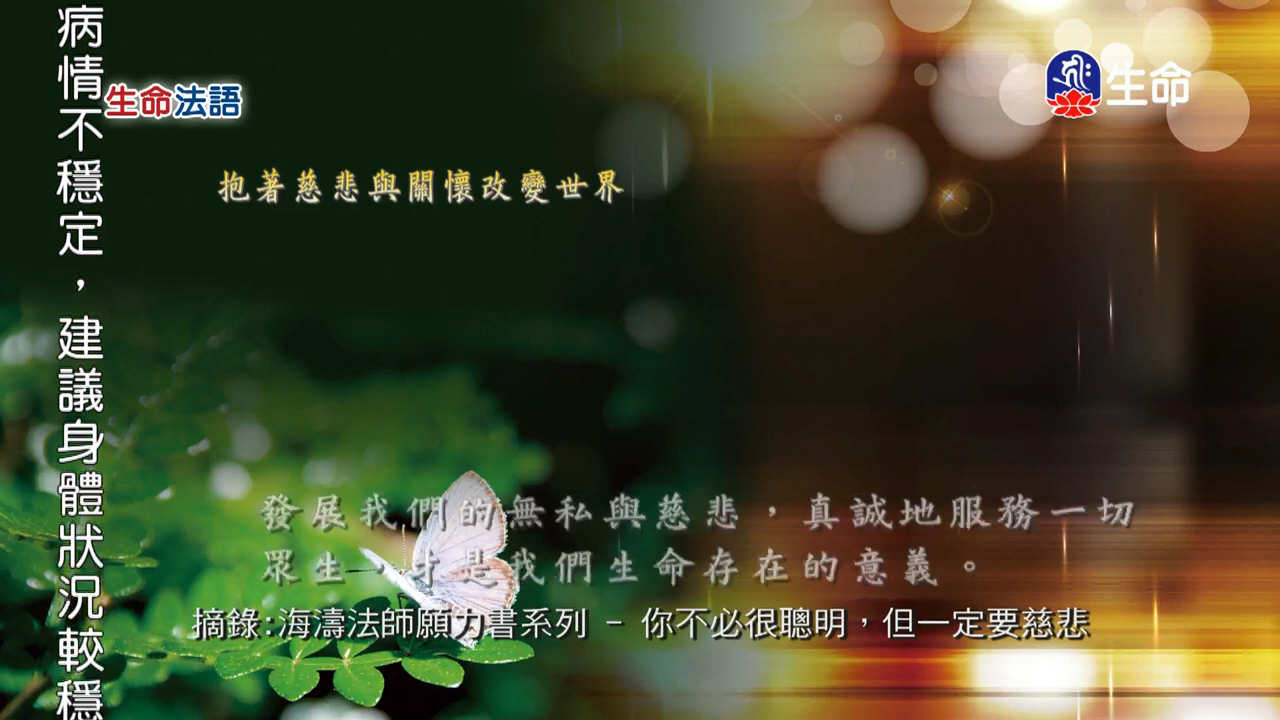 病情不穩定，建議身體狀況較穩
生命法語
生命
抱著慈悲與關懷改變世界
發展我們的無私與慈悲，真誠地服務一切
眾生，才是我們生命存在的意義。
摘錄:海濤法師願力書系列 - 你不必很聰明，但一定要慈悲